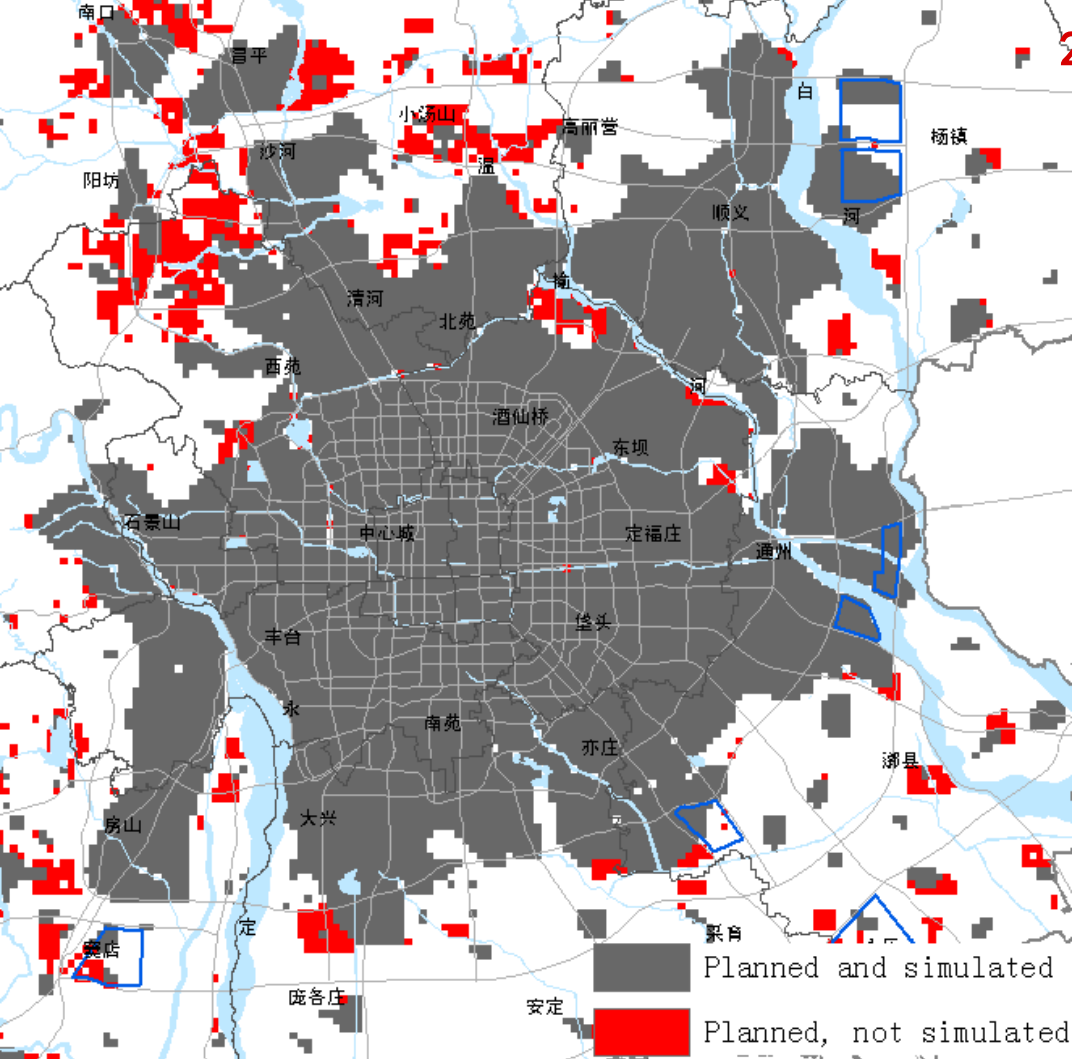 南口
2
昌平
白
小汤山
高丽营
杨镇
沙河
温
阳坊
顺义
河
榆
清河
北苑
西苑
河
酒仙桥
东坝
石景山
中心城
定福庄
通州
垡头
丰台
永
南苑
亦庄
漷县
大兴
房山
定
采育
窦店
Planned and simulated
庞各庄
安定
Planned, not simulated